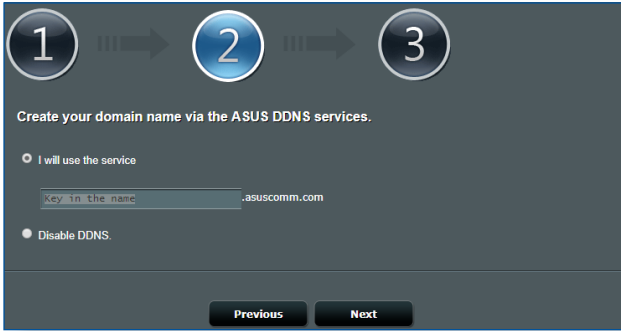 1 2 3
Create your domain name via the ASUS DDNS services.
I will use the service
Key in the name .asuscomm.com
Disable DDNS.
Previous Next